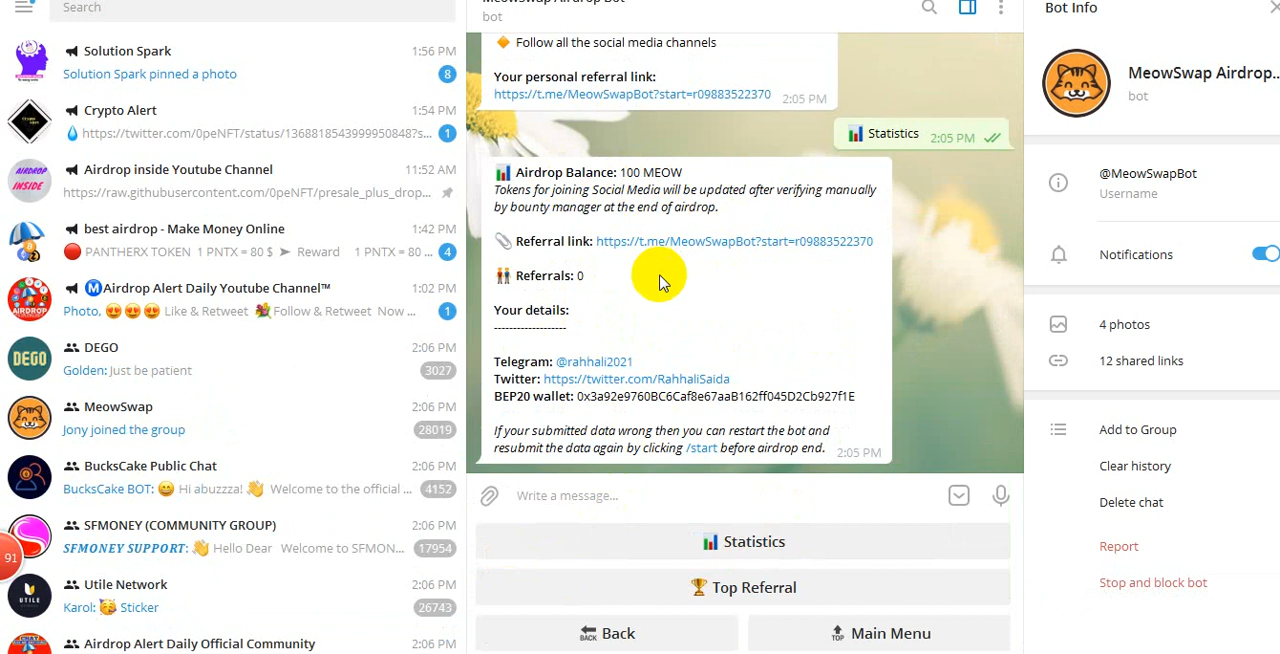 Search
Solution Spark 1:56 PM
Solution Spark pinned a photo 8
Crypto Alert 1:54 PM
https://twitter.com/0peNFT/status/1368818543999950848?s... 1
Airdrop inside Youtube Channel 11:52 AM
https://raw.githubusercontent.com/0peNFT/presale_plus_drop...
best airdrop - Make Money Online 1:42 PM
PANTHERX TOKEN 1 PNTX = 80 $ ➤ Reward 1 PNTX = 80 ... 4
ⓂAirdrop Alert Daily Youtube Channel™ 1:02 PM
Photo, 😍😍😍 Like & Retweet 💐Follow & Retweet Now ... 1
DEGO 2:06 PM
Golden: Just be patient 3027
MeowSwap 2:06 PM
Jony joined the group 28019
BucksCake Public Chat 2:06 PM
BucksCake BOT: 😄 Hi abuzzza! 👋 Welcome to the official ... 4152
SFMONEY (COMMUNITY GROUP) 2:06 PM
SFMONEY SUPPORT: 👋 Hello Dear Welcome to SFMON... 17954
91
Utile Network 2:06 PM
Karol: 🥳 Sticker 26743
Airdrop Alert Daily Official Community 2:06 PM
MeowSwap Airdrop Bot
bot
🔸 Follow all the social media channels
Your personal referral link:
https://t.me/MeowSwapBot?start=r09883522370 2:05 PM
📊 Statistics 2:05 PM
📊 Airdrop Balance: 100 MEOW
Tokens for joining Social Media will be updated after verifying manually
by bounty manager at the end of airdrop.
📎 Referral link: https://t.me/MeowSwapBot?start=r09883522370
👬 Referrals: 0
Your details:
-------------------
Telegram: @rahhali2021
Twitter: https://twitter.com/RahhaliSaida
BEP20 wallet: 0x3a92e9760BC6Caf8e67aaB162ff045D2Cb927f1E
If your submitted data wrong then you can restart the bot and
resubmit the data again by clicking /start before airdrop end. 2:05 PM
Write a message...
📊 Statistics
🏆 Top Referral
🔙 Back
🔝 Main Menu
Bot Info
MeowSwap Airdrop...
bot
@MeowSwapBot
Username
Notifications
4 photos
12 shared links
Add to Group
Clear history
Delete chat
Report
Stop and block bot